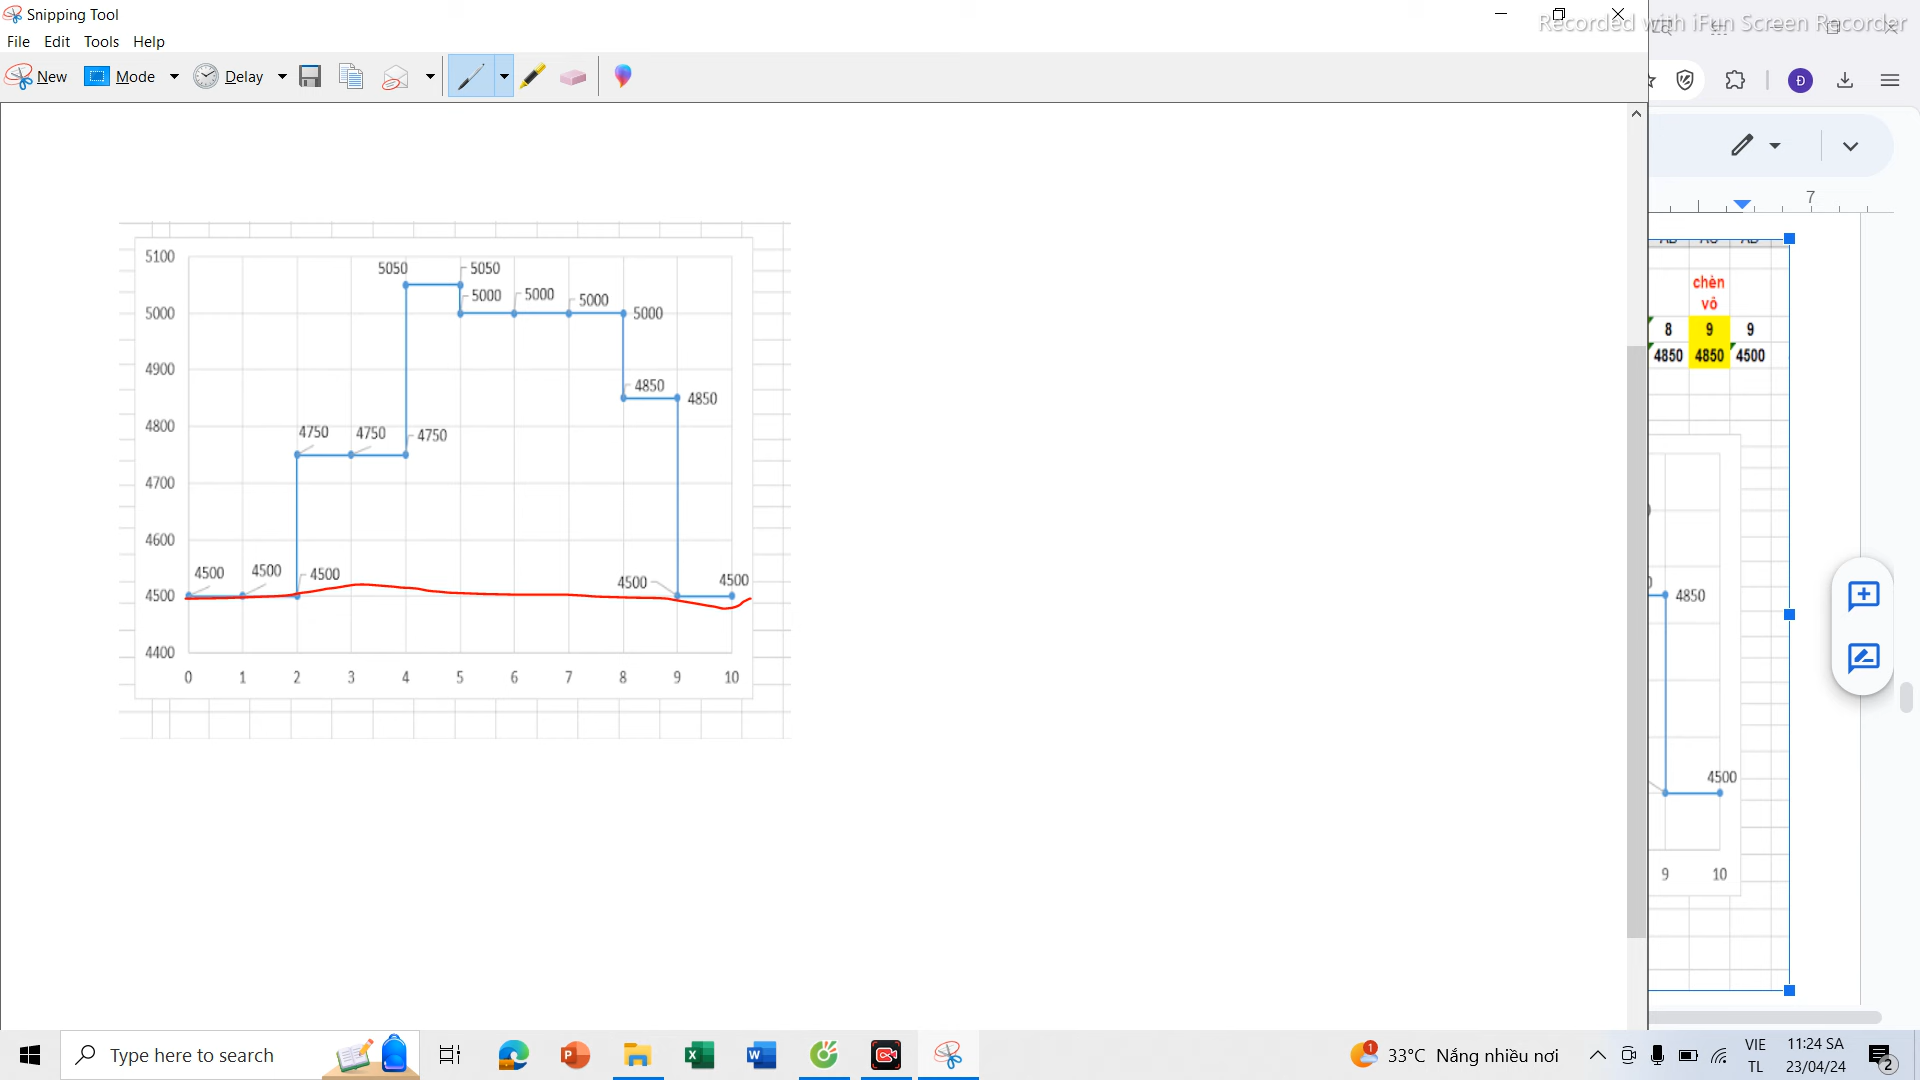 Snipping Tool
Recorded with iFun Screen Recorder
File Edit Tools Help
New Mode Delay
Đ
7
5100
5050 5050
5000 5000 5000
5000 5000
4900
4850 4850
4800
4750 4750 4750
4700
4600
4500 4500 4500 4500 4500
4500
4400
0 1 2 3 4 5 6 7 8 9 10
chèn
vô
8 9 9
4850 4850 4500
4850
4500
9 10
Type here to search
1
33°C Nắng nhiều nơi
VIE
TL
11:24 SA
23/04/24
2